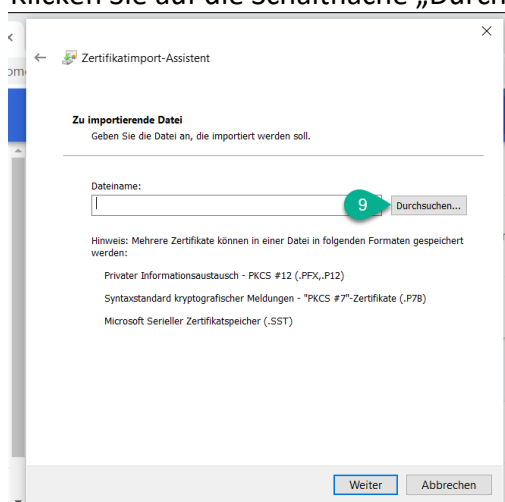 Klicken Sie auf die Schaltfläche „Durch
Zertifikatimport-Assistent
Zu importierende Datei
Geben Sie die Datei an, die importiert werden soll.
Dateiname:
9
Durchsuchen...
Hinweis: Mehrere Zertifikate können in einer Datei in folgenden Formaten gespeichert
werden:
Privater Informationsaustausch - PKCS #12 (.PFX,.P12)
Syntaxstandard kryptografischer Meldungen - "PKCS #7"-Zertifikate (.P7B)
Microsoft Serieller Zertifikatspeicher (.SST)
Weiter
Abbrechen